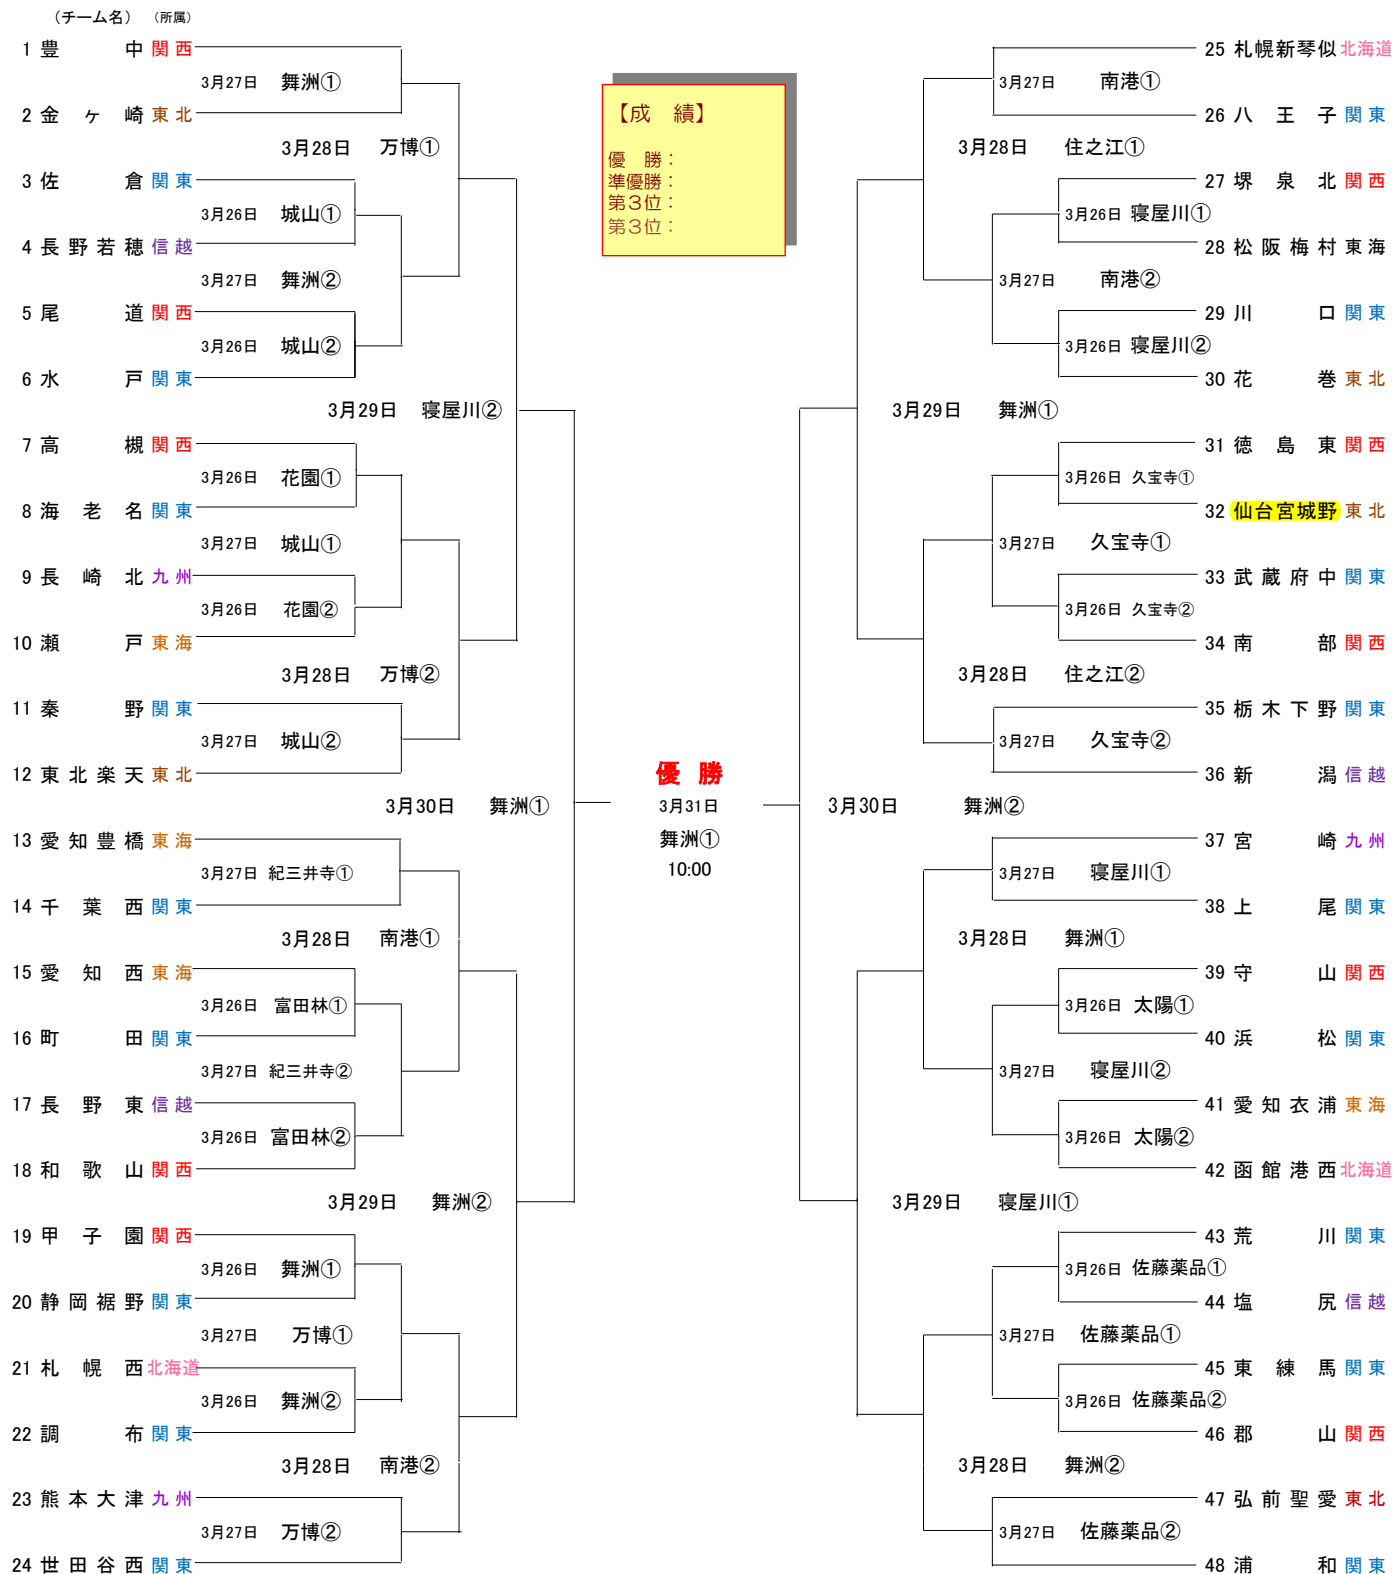 （チーム名） （所属）
1 豊中 関西
3月27日 舞洲①
2 金ヶ崎 東北
3月28日 万博①
3 佐倉 関東
3月26日 城山①
4 長野若穂 信越
3月27日 舞洲②
5 尾道 関西
3月26日 城山②
6 水戸 関東
3月29日 寝屋川②
7 高槻 関西
3月26日 花園①
8 海老名 関東
3月27日 城山①
9 長崎北 九州
3月26日 花園②
10 瀬戸 東海
3月28日 万博②
11 秦野 関東
3月27日 城山②
12 東北楽天 東北
3月30日 舞洲①
13 愛知豊橋 東海
3月27日 紀三井寺①
14 千葉西 関東
3月28日 南港①
15 愛知西 東海
3月26日 富田林①
16 町田 関東
3月27日 紀三井寺②
17 長野東 信越
3月26日 富田林②
18 和歌山 関西
3月29日 舞洲②
19 甲子園 関西
3月26日 舞洲①
20 静岡裾野 関東
3月27日 万博①
21 札幌西 北海道
3月26日 舞洲②
22 調布 関東
3月28日 南港②
23 熊本大津 九州
3月27日 万博②
24 世田谷西 関東
【成 績】
優 勝：
準優勝：
第３位：
第３位：
優 勝
3月31日
舞洲①
10:00
25 札幌新琴似 北海道
3月27日 南港①
26 八王子 関東
3月28日 住之江①
27 堺泉北 関西
3月26日 寝屋川①
28 松阪梅村 東海
3月27日 南港②
29 川口 関東
3月26日 寝屋川②
30 花巻 東北
3月29日 舞洲①
31 徳島東 関西
3月26日 久宝寺①
32 仙台宮城野 東北
3月27日 久宝寺①
33 武蔵府中 関東
3月26日 久宝寺②
34 南部 関西
3月28日 住之江②
35 栃木下野 関東
3月27日 久宝寺②
36 新潟 信越
3月30日 舞洲②
37 宮崎 九州
3月27日 寝屋川①
38 上尾 関東
3月28日 舞洲①
39 守山 関西
3月26日 太陽①
40 浜松 関東
3月27日 寝屋川②
41 愛知衣浦 東海
3月26日 太陽②
42 函館港西 北海道
3月29日 寝屋川①
43 荒川 関東
3月26日 佐藤薬品①
44 塩尻 信越
3月27日 佐藤薬品①
45 東練馬 関東
3月26日 佐藤薬品②
46 郡山 関西
3月28日 舞洲②
47 弘前聖愛 東北
3月27日 佐藤薬品②
48 浦和 関東